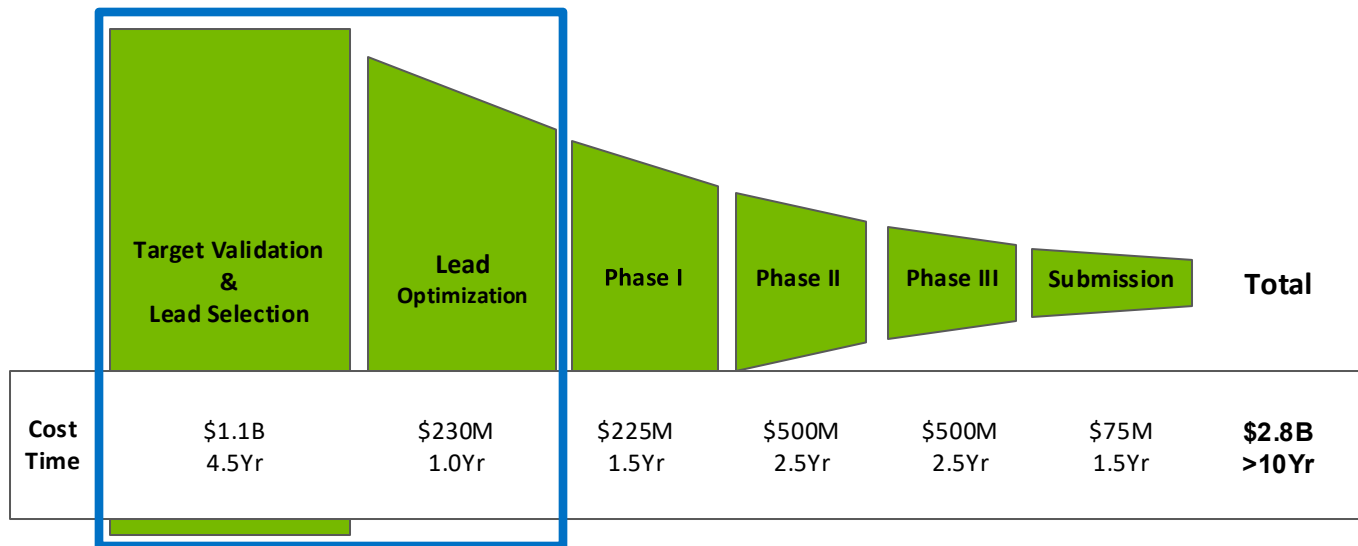 Target Validation
&
Lead Selection
Lead
Optimization
Phase I
Phase II
Phase III
Submission
Total
Cost $1.1B $230M $225M $500M $500M $75M $2.8B
Time 4.5Yr 1.0Yr 1.5Yr 2.5Yr 2.5Yr 1.5Yr >10Yr